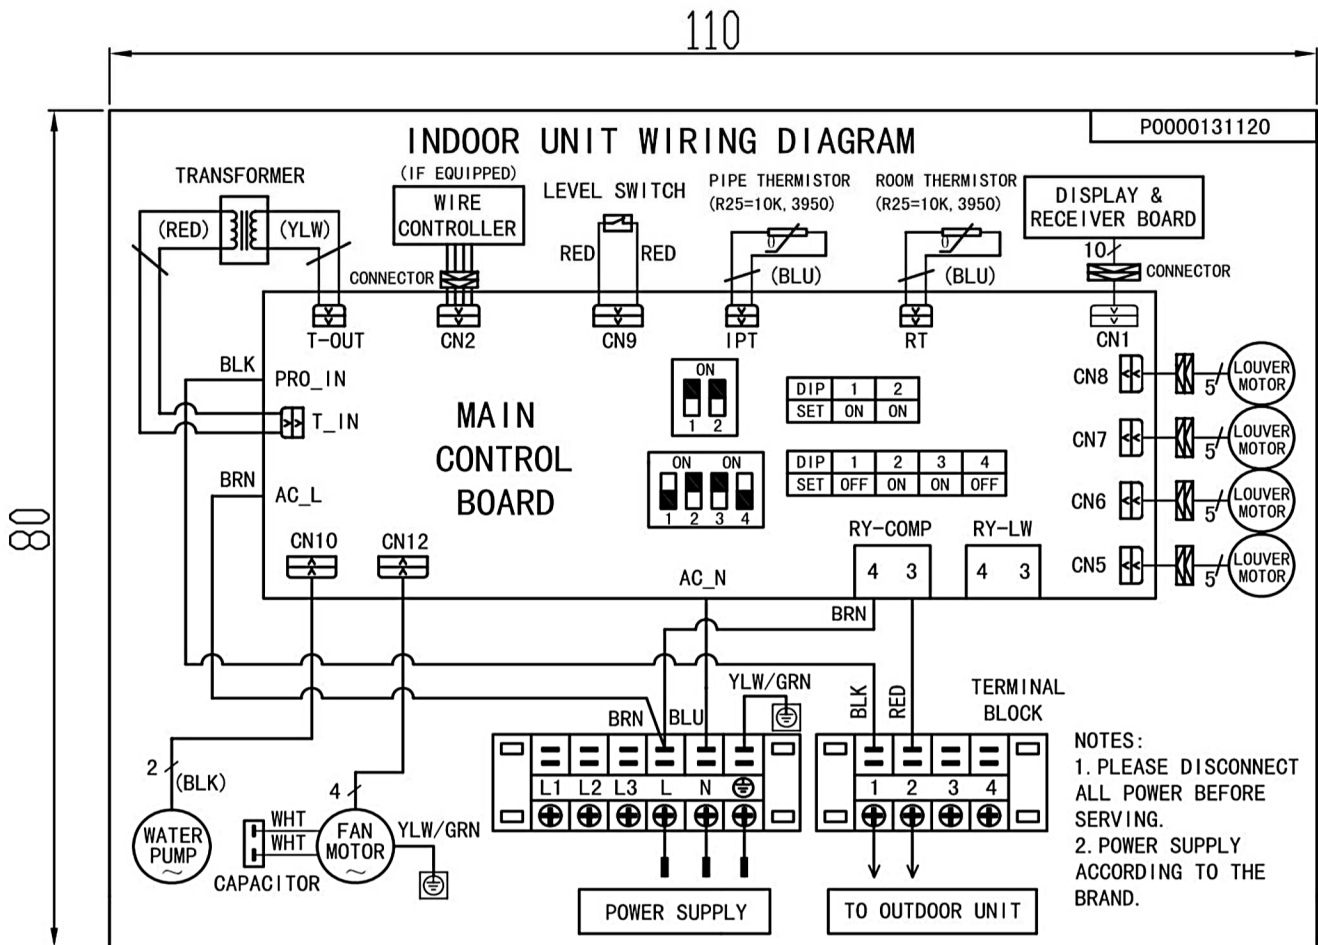 110
80
P0000131120
INDOOR UNIT WIRING DIAGRAM
TRANSFORMER
(RED)
(YLW)
(IF EQUIPPED)
WIRE
CONTROLLER
CONNECTOR
LEVEL SWITCH
RED
RED
PIPE THERMISTOR
(R25=10K, 3950)
θ
(BLU)
ROOM THERMISTOR
(R25=10K, 3950)
θ
(BLU)
DISPLAY &
RECEIVER BOARD
10
CONNECTOR
T-OUT
CN2
CN9
IPT
RT
CN1
BLK
PRO_IN
T_IN
BRN
AC_L
MAIN
CONTROL
BOARD
ON
1 2
DIP 1 2
SET ON ON
ON ON
1 2 3 4
DIP 1 2 3 4
SET OFF ON ON OFF
CN8
5
LOUVER
MOTOR
CN7
5
LOUVER
MOTOR
CN6
5
LOUVER
MOTOR
CN5
5
LOUVER
MOTOR
CN10
CN12
AC_N
RY-COMP
4 3
RY-LW
4 3
BRN
BRN
BLU
YLW/GRN
BLK
RED
TERMINAL
BLOCK
L1 L2 L3 L N
1 2 3 4
2
(BLK)
WATER
PUMP
~
4
WHT
WHT
CAPACITOR
FAN
MOTOR
~
YLW/GRN
POWER SUPPLY
TO OUTDOOR UNIT
NOTES:
1. PLEASE DISCONNECT
ALL POWER BEFORE
SERVING.
2. POWER SUPPLY
ACCORDING TO THE
BRAND.